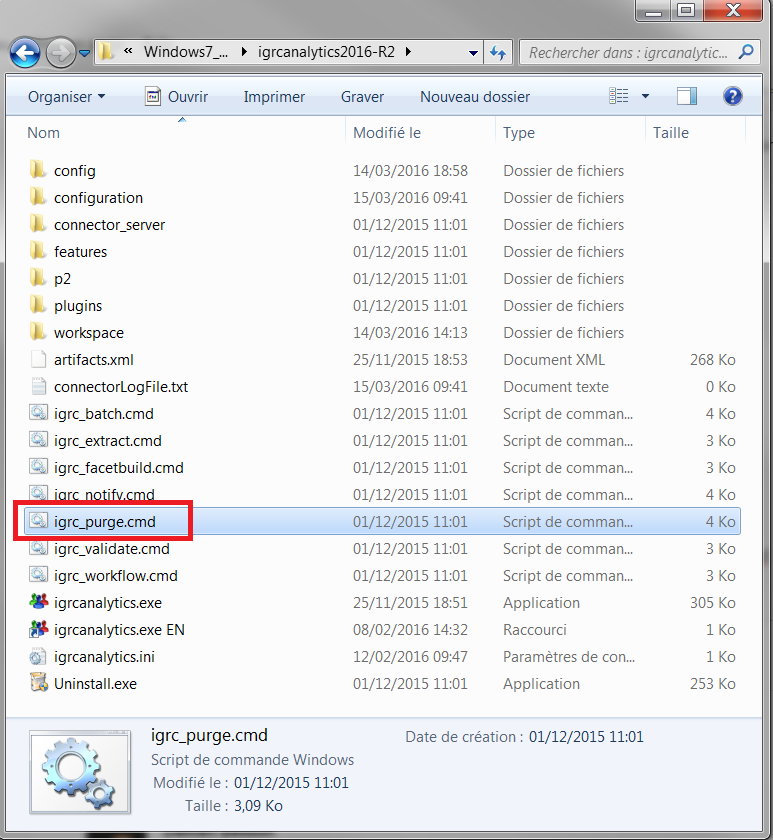 « Windows7_... igrcanalytics2016-R2 Rechercher dans : igrcanalytic...
Organiser Ouvrir Imprimer Graver Nouveau dossier
Nom Modifié le Type Taille
config 14/03/2016 18:58 Dossier de fichiers
configuration 15/03/2016 09:41 Dossier de fichiers
connector_server 01/12/2015 11:01 Dossier de fichiers
features 01/12/2015 11:01 Dossier de fichiers
p2 01/12/2015 11:01 Dossier de fichiers
plugins 01/12/2015 11:01 Dossier de fichiers
workspace 14/03/2016 14:13 Dossier de fichiers
artifacts.xml 25/11/2015 18:53 Document XML 268 Ko
connectorLogFile.txt 15/03/2016 09:41 Document texte 0 Ko
igrc_batch.cmd 01/12/2015 11:01 Script de comman... 4 Ko
igrc_extract.cmd 01/12/2015 11:01 Script de comman... 3 Ko
igrc_facetbuild.cmd 01/12/2015 11:01 Script de comman... 3 Ko
igrc_notify.cmd 01/12/2015 11:01 Script de comman... 4 Ko
igrc_purge.cmd 01/12/2015 11:01 Script de comman... 4 Ko
igrc_validate.cmd 01/12/2015 11:01 Script de comman... 3 Ko
igrc_workflow.cmd 01/12/2015 11:01 Script de comman... 3 Ko
igrcanalytics.exe 25/11/2015 18:51 Application 305 Ko
igrcanalytics.exe EN 08/02/2016 14:32 Raccourci 1 Ko
igrcanalytics.ini 12/02/2016 09:47 Paramètres de con... 1 Ko
Uninstall.exe 01/12/2015 11:01 Application 253 Ko
igrc_purge.cmd Date de création : 01/12/2015 11:01
Script de commande Windows
Modifié le : 01/12/2015 11:01
Taille : 3,09 Ko